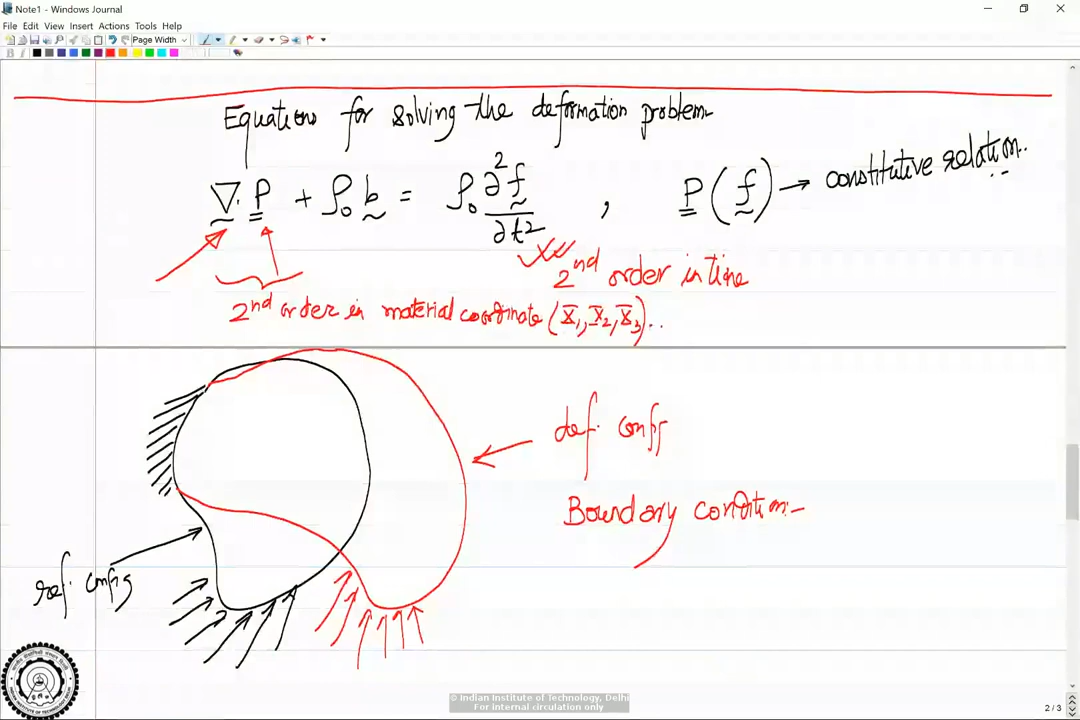 Note1 - Windows Journal
File Edit View Insert Actions Tools Help
Page Width
Equations for solving the deformation problem
∇·P + ρ₀b = ρ₀ ∂²f/∂t² , P(f) → constitutive relation..
2nd order in time
2nd order in material coordinate (X₁, X₂, X₃)..
def. config
Boundary condition:-
ref. config
© Indian Institute of Technology, Delhi
For internal circulation only
2 / 3